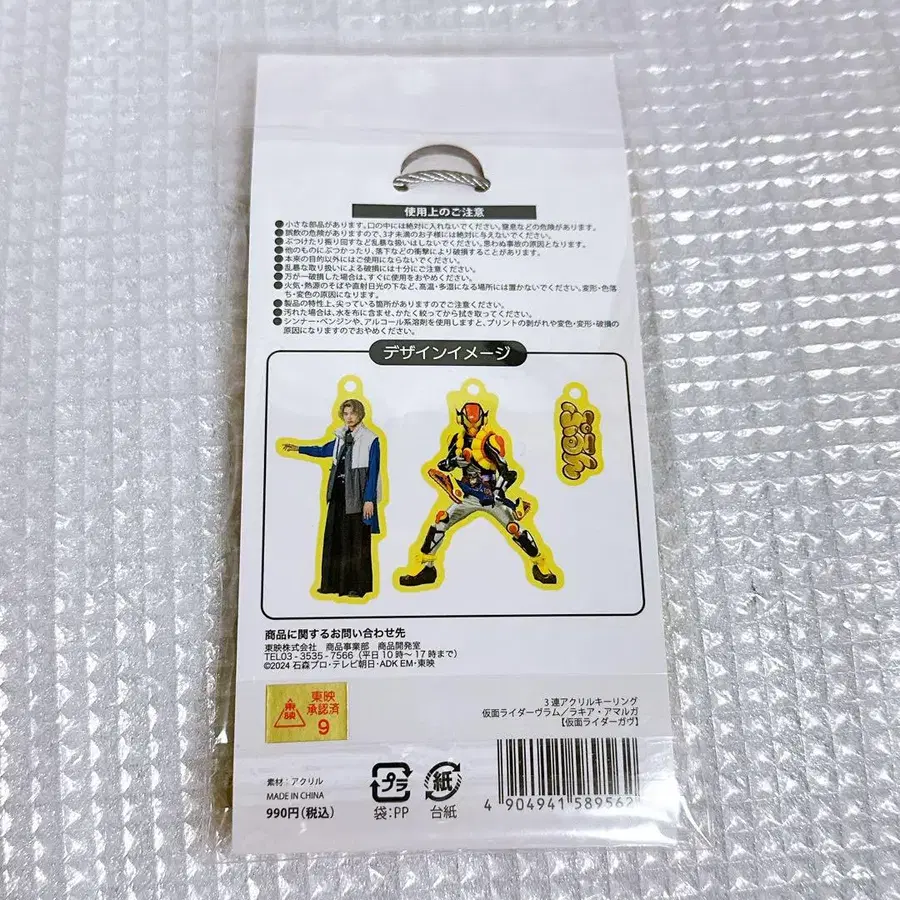 使用上のご注意
●小さな部品があります。口の中には絶対に入れないでください。窒息などの危険があります。
●誤飲の危険がありますので、3才未満のお子様には絶対に与えないでください。
●ぶつけたり振り回すなど乱暴な扱いはしないでください。思わぬ事故の原因となります。
●他のものにぶつかったり、落下などの衝撃により破損することがあります。
●本来の目的以外にはご使用にならないでください。
●乱暴な取り扱いによる破損には十分にご注意ください。
●万が一破損した場合は、すぐに使用をおやめください。
●火気・熱源のそばや直射日光の下など、高温・多湿になる場所には置かないでください。変形・色落
ち・変色の原因になります。
●製品の特性上、尖っている箇所がありますのでご注意ください。
●汚れた場合は、水を布に含ませ、かたく絞ってから拭き取ってください。
●シンナー・ベンジンや、アルコール系溶剤を使用しますと、プリントの剥がれや変色・変形・破損の
原因になりますのでおやめください。
デザインイメージ
ぷるん
商品に関するお問い合わせ先
東映株式会社 商品事業部 商品開発室
TEL03-3535-7566(平日10時〜17時まで)
©2024 石森プロ・テレビ朝日・ADK EM・東映
東映
東映
承認済
9
3連アクリルキーリング
仮面ライダーヴラム／ラキア・アマルガ
【仮面ライダーガヴ】
素材：アクリル
MADE IN CHINA
990円(税込)
プラ
袋：PP
紙
台紙
4 904941 589562